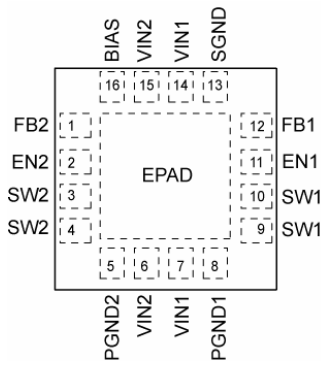 BIAS VIN2 VIN1 SGND
16 15 14 13
FB2 1 12 FB1
EN2 2 11 EN1
SW2 3 EPAD 10 SW1
SW2 4 9 SW1
5 6 7 8
PGND2 VIN2 VIN1 PGND1